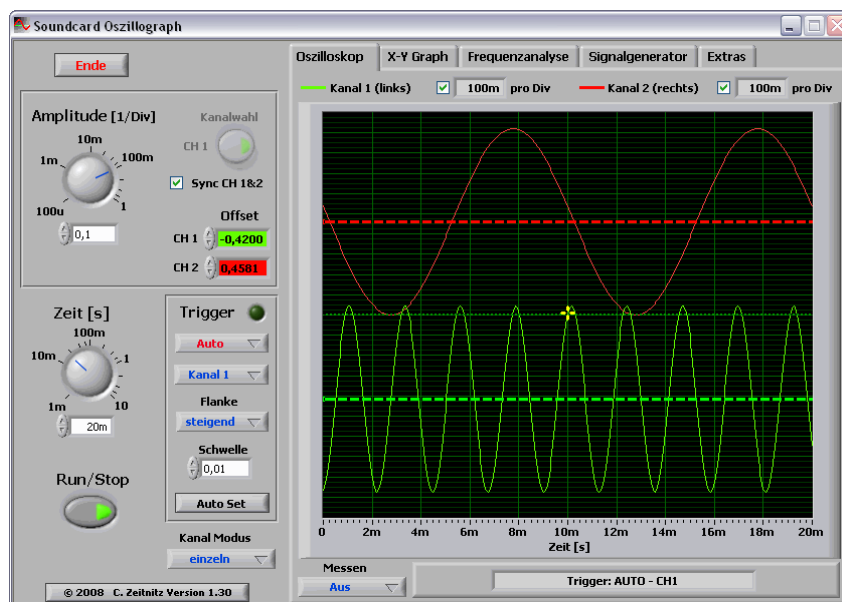 Soundcard Oszillograph
Ende
Amplitude [1/Div]
10m
1m
100m
100u
1
0,1
Kanalwahl
CH 1
Sync CH 1&2
Offset
CH 1 -0,4200
CH 2 0,4581
Zeit [s]
100m
10m
1
1m
10
20m
Run/Stop
Trigger
Auto
Kanal 1
Flanke
steigend
Schwelle
0,01
Auto Set
Kanal Modus
einzeln
© 2008 C. Zeitnitz Version 1.30
Oszilloskop X-Y Graph Frequenzanalyse Signalgenerator Extras
Kanal 1 (links) 100m pro Div Kanal 2 (rechts) 100m pro Div
0 2m 4m 6m 8m 10m 12m 14m 16m 18m 20m
Zeit [s]
Messen
Aus
Trigger: AUTO - CH1